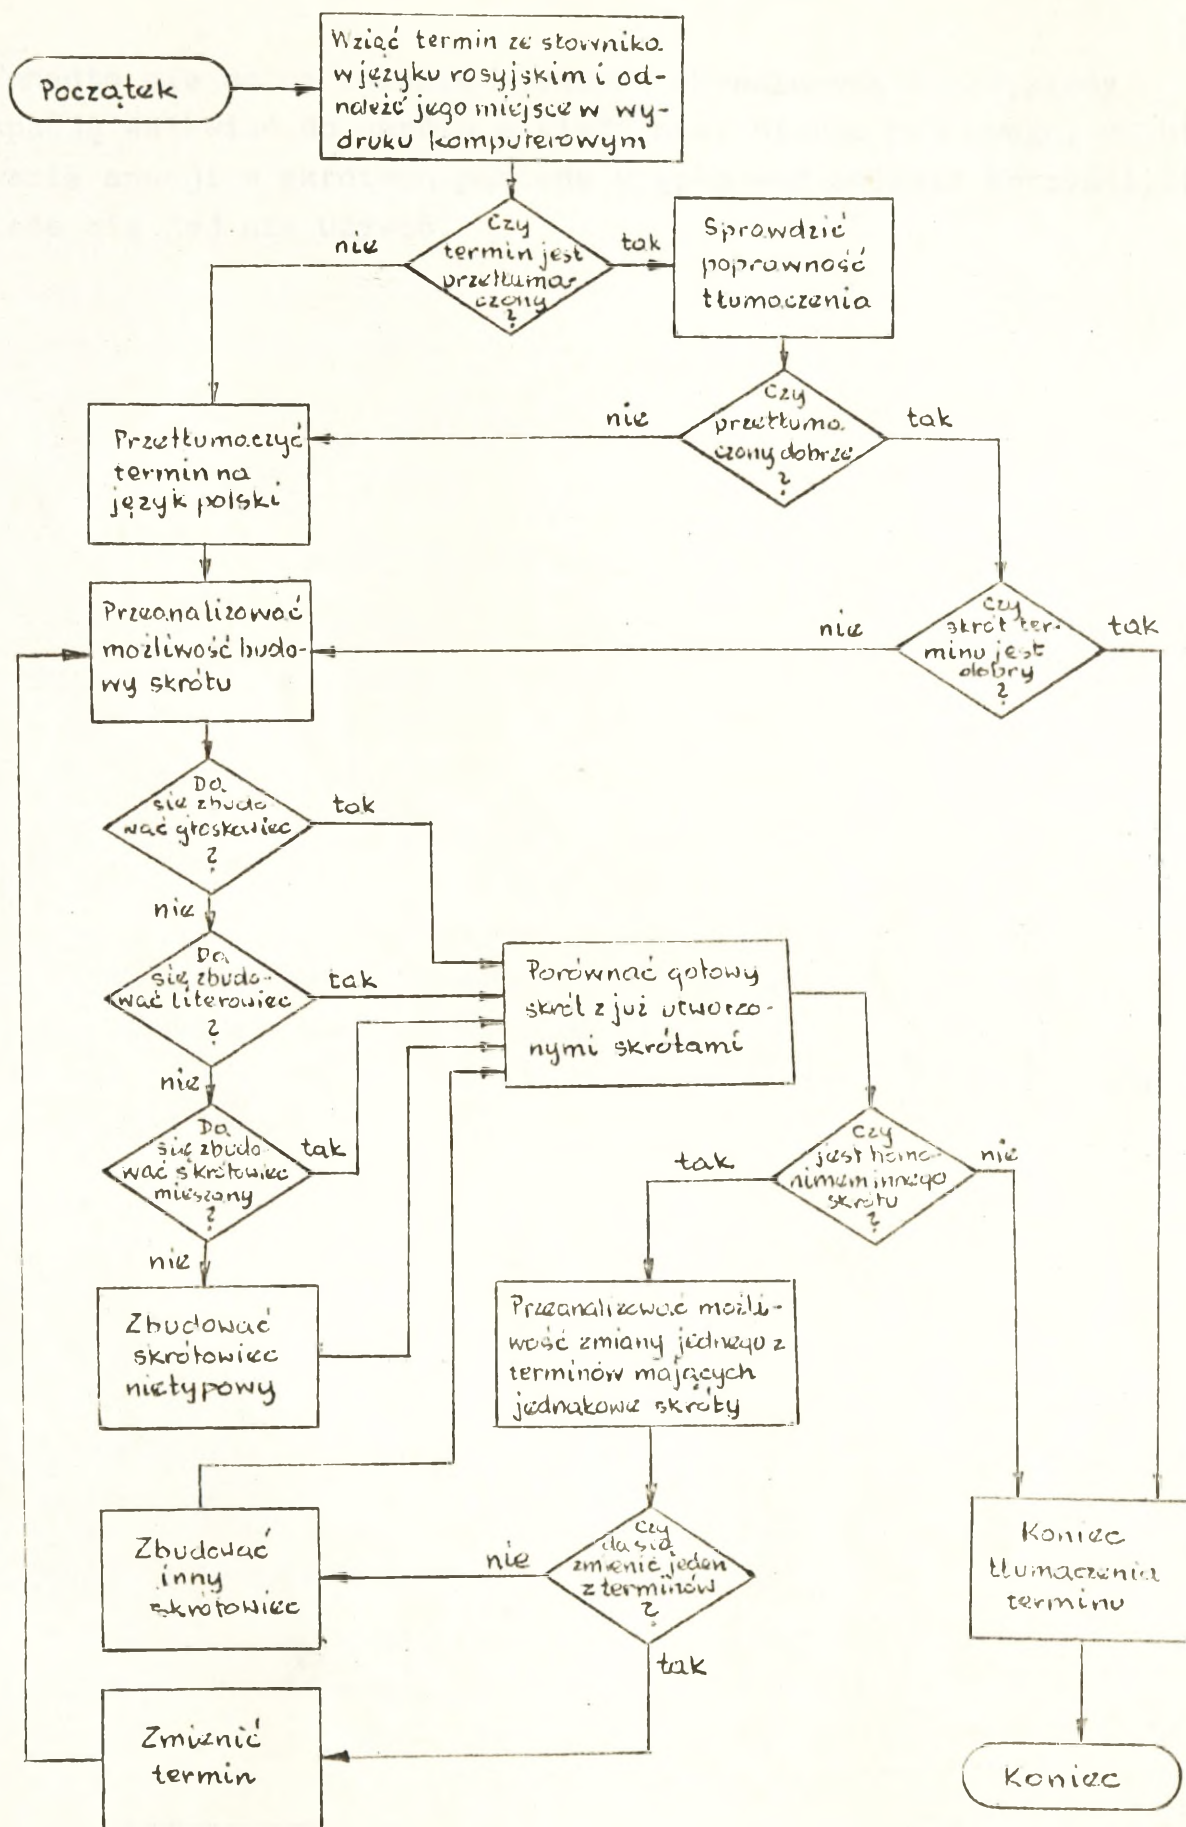 Początek
Wziąć termin ze słownika
w języku rosyjskim i od-
naleźć jego miejsce w wy-
druku komputerowym
Czy
termin jest
przetłuma-
czony
?
nie
tak
Sprawdzić
poprawność
tłumaczenia
Czy
przetłuma
czony dobrze
?
nie
tak
Przetłumaczyć
termin na
język polski
Czy
skrót ter-
minu jest
dobry
?
nie
tak
Przeanalizować
możliwość budo-
wy skrótu
Da
się zbudo
wać głoskowiec
?
tak
nie
Da
się zbudo-
wać literowiec
?
tak
nie
Da
się zbudo
wać skrótowiec
mieszany
?
tak
nie
Zbudować
skrótowiec
nietypowy
Porównać gotowy
skrót z już utworzo-
nymi skrótami
Czy
jest homo-
nimem innego
skrótu
?
tak
nie
Przeanalizować możli-
wość zmiany jednego z
terminów mających
jednakowe skróty
Czy
da się
zmienić jeden
z terminów
?
nie
tak
Zbudować
inny
skrótowiec
Zmienić
termin
Koniec
tłumaczenia
terminu
Koniec